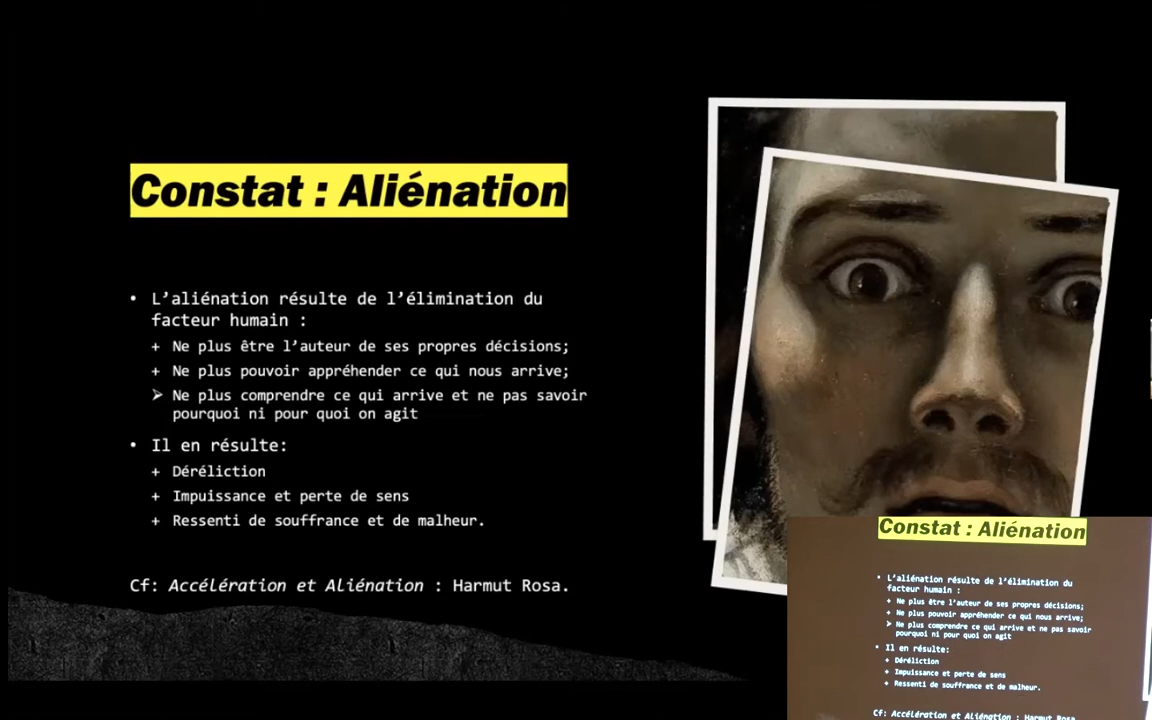 Constat : Aliénation
• L’aliénation résulte de l’élimination du
facteur humain :
+ Ne plus être l’auteur de ses propres décisions;
+ Ne plus pouvoir appréhender ce qui nous arrive;
➢ Ne plus comprendre ce qui arrive et ne pas savoir
pourquoi ni pour quoi on agit
• Il en résulte:
+ Déréliction
+ Impuissance et perte de sens
+ Ressenti de souffrance et de malheur.
Cf: Accélération et Aliénation : Harmut Rosa.
Constat : Aliénation
• L’aliénation résulte de l’élimination du
facteur humain :
+ Ne plus être l’auteur de ses propres décisions;
+ Ne plus pouvoir appréhender ce qui nous arrive;
➢ Ne plus comprendre ce qui arrive et ne pas savoir
pourquoi ni pour quoi on agit
• Il en résulte:
+ Déréliction
+ Impuissance et perte de sens
+ Ressenti de souffrance et de malheur.
Cf: Accélération et Aliénation : Harmut Rosa